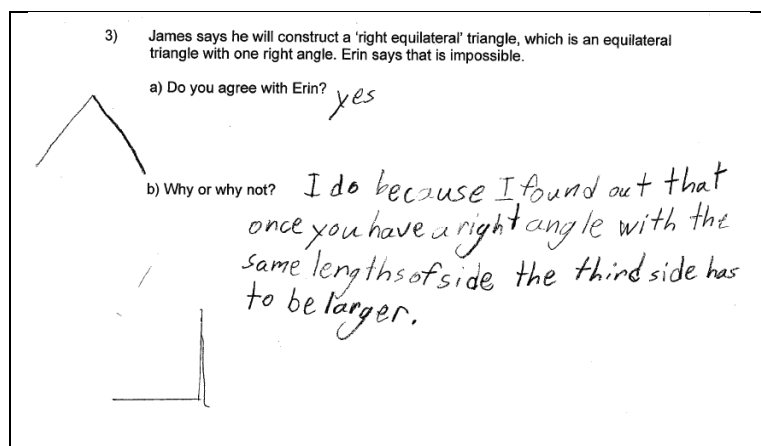 3) James says he will construct a 'right equilateral' triangle, which is an equilateral
triangle with one right angle. Erin says that is impossible.
a) Do you agree with Erin? yes
b) Why or why not? I do because I found out that
once you have a right angle with the
same lengths of side the third side has
to be larger.